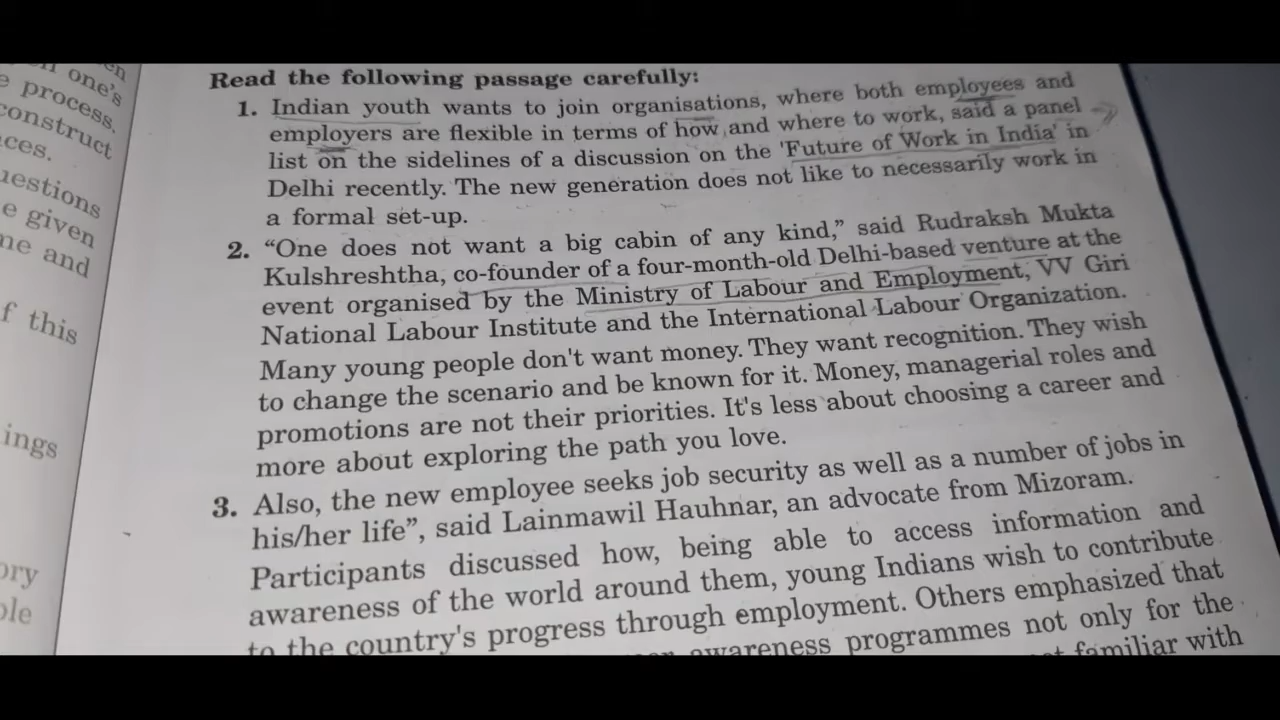 en
on one's
e process.
construct
ces.
uestions
e given
me and
f this
ings
ory
ole
Read the following passage carefully:
1. Indian youth wants to join organisations, where both employees and
employers are flexible in terms of how and where to work, said a panel
list on the sidelines of a discussion on the 'Future of Work in India' in
Delhi recently. The new generation does not like to necessarily work in
a formal set-up.
2. “One does not want a big cabin of any kind,” said Rudraksh Mukta
Kulshreshtha, co-founder of a four-month-old Delhi-based venture at the
event organised by the Ministry of Labour and Employment, VV Giri
National Labour Institute and the International Labour Organization.
Many young people don't want money. They want recognition. They wish
to change the scenario and be known for it. Money, managerial roles and
promotions are not their priorities. It's less about choosing a career and
more about exploring the path you love.
3. Also, the new employee seeks job security as well as a number of jobs in
his/her life”, said Lainmawil Hauhnar, an advocate from Mizoram.
Participants discussed how, being able to access information and
awareness of the world around them, young Indians wish to contribute
to the country's progress through employment. Others emphasized that
awareness programmes not only for the
familiar with